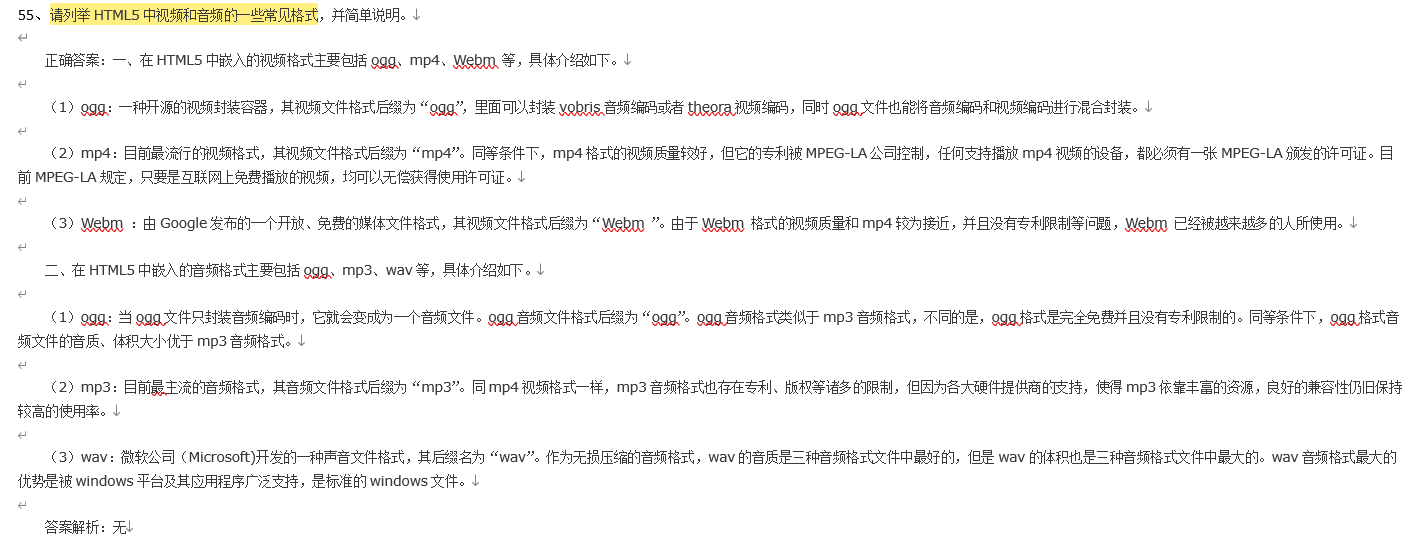 55、请列举 HTML5 中视频和音频的一些常见格式，并简单说明。↓
↵
正确答案：一、在 HTML5 中嵌入的视频格式主要包括 ogg、mp4、Webm 等，具体介绍如下。↓
↵
（1）ogg：一种开源的视频封装容器，其视频文件格式后缀为“ogg”，里面可以封装 vobris 音频编码或者 theora 视频编码，同时 ogg 文件也能将音频编码和视频编码进行混合封装。↓
↵
（2）mp4：目前最流行的视频格式，其视频文件格式后缀为“mp4”。同等条件下，mp4 格式的视频质量较好，但它的专利被 MPEG-LA 公司控制，任何支持播放 mp4 视频的设备，都必须有一张 MPEG-LA 颁发的许可证。目
前 MPEG-LA 规定，只要是互联网上免费播放的视频，均可以无偿获得使用许可证。↓
↵
（3）Webm ：由 Google 发布的一个开放、免费的媒体文件格式，其视频文件格式后缀为“Webm ”。由于 Webm 格式的视频质量和 mp4 较为接近，并且没有专利限制等问题，Webm 已经被越来越多的人所使用。↓
↵
二、在 HTML5 中嵌入的音频格式主要包括 ogg、mp3、wav 等，具体介绍如下。↓
↵
（1）ogg：当 ogg 文件只封装音频编码时，它就会变成为一个音频文件。ogg 音频文件格式后缀为“ogg”。ogg 音频格式类似于 mp3 音频格式，不同的是，ogg 格式是完全免费并且没有专利限制的。同等条件下，ogg 格式音
频文件的音质、体积大小优于 mp3 音频格式。↓
↵
（2）mp3：目前最主流的音频格式，其音频文件格式后缀为“mp3”。同 mp4 视频格式一样，mp3 音频格式也存在专利、版权等诸多的限制，但因为各大硬件提供商的支持，使得 mp3 依靠丰富的资源，良好的兼容性仍旧保持
较高的使用率。↓
↵
（3）wav：微软公司（Microsoft)开发的一种声音文件格式，其后缀名为“wav”。作为无损压缩的音频格式，wav 的音质是三种音频格式文件中最好的，但是 wav 的体积也是三种音频格式文件中最大的。wav 音频格式最大的
优势是被 windows 平台及其应用程序广泛支持，是标准的 windows 文件。↓
↵
答案解析：无↓